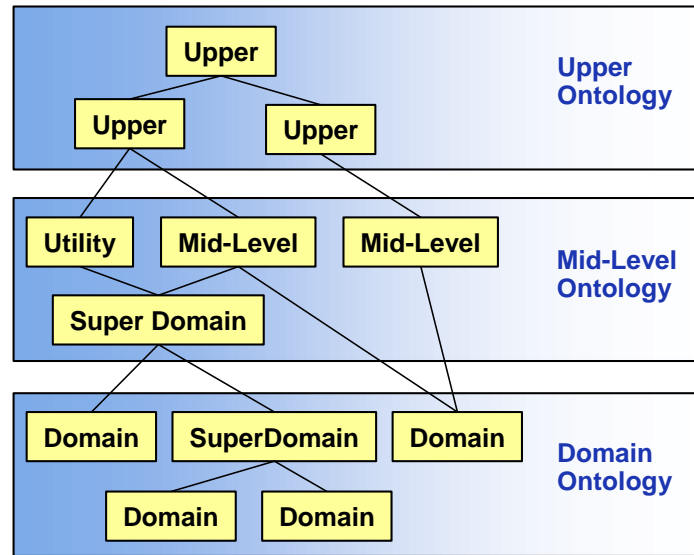 Upper
Upper
Ontology
Upper
Upper
Utility
Mid-Level
Mid-Level
Mid-Level
Ontology
Super Domain
Domain
SuperDomain
Domain
Domain
Ontology
Domain
Domain